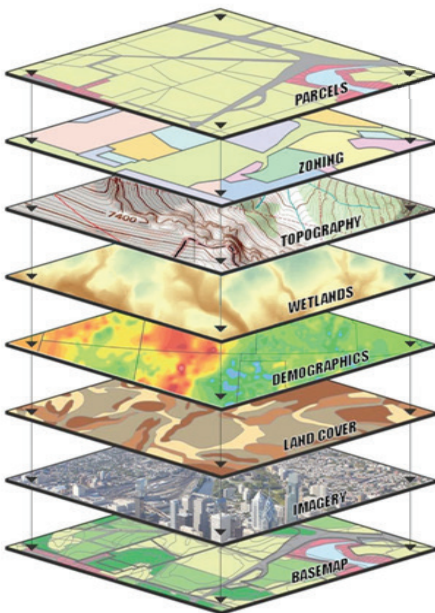 PARCELS
ZONING
7400
TOPOGRAPHY
WETLANDS
DEMOGRAPHICS
LAND COVER
IMAGERY
BASEMAP